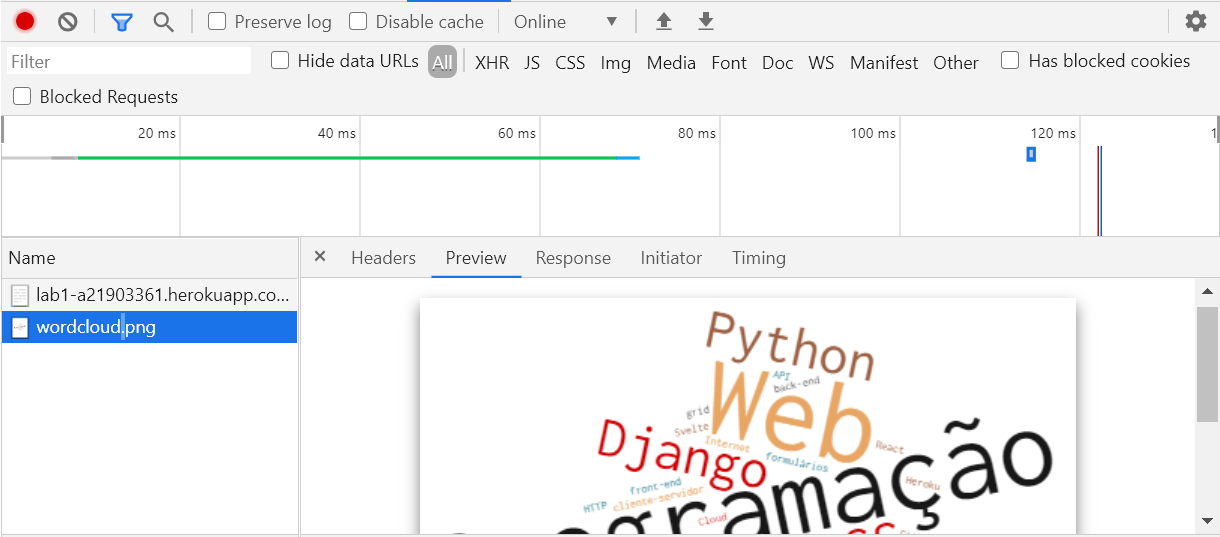 Preserve log Disable cache Online
Filter Hide data URLs All XHR JS CSS Img Media Font Doc WS Manifest Other Has blocked cookies
Blocked Requests
20 ms 40 ms 60 ms 80 ms 100 ms 120 ms 1
Name
× Headers Preview Response Initiator Timing
lab1-a21903361.herokuapp.co...
wordcloud.png
Python
API
back-end
Web
grid
Svelte
Django
Internet
formulários
React
ogramação
front-end
HTTP
cliente-servidor
Heroku
Cloud